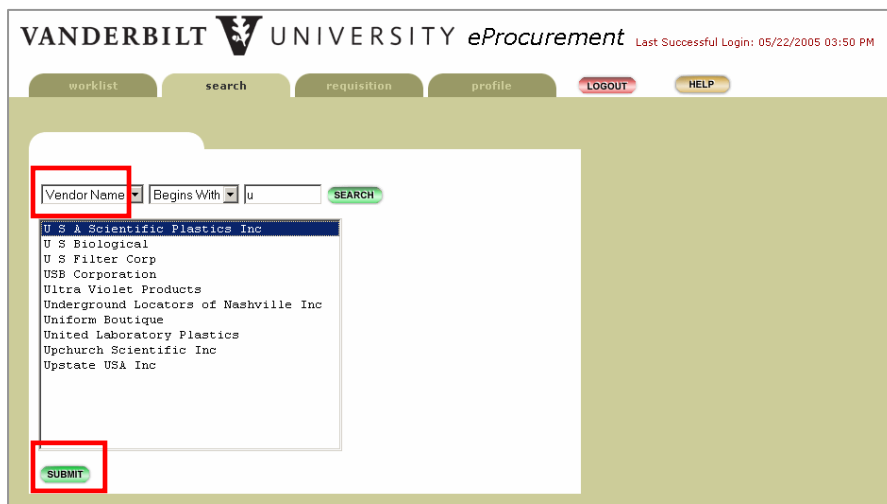 VANDERBILT V UNIVERSITY eProcurement Last Successful Login: 05/22/2005 03:50 PM
worklist search requisition profile LOGOUT HELP
Vendor Name Begins With u SEARCH
U S A Scientific Plastics Inc
U S Biological
U S Filter Corp
USB Corporation
Ultra Violet Products
Underground Locators of Nashville Inc
Uniform Boutique
United Laboratory Plastics
Upchurch Scientific Inc
Upstate USA Inc
SUBMIT